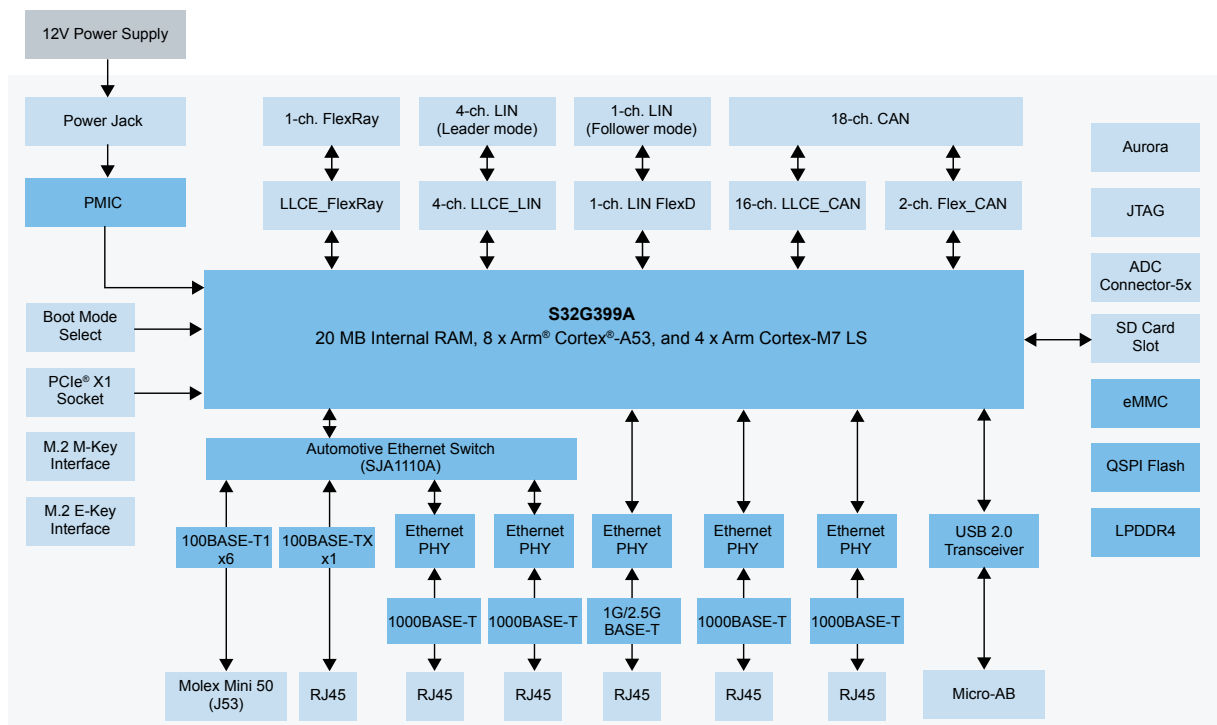 12V Power Supply
Power Jack
PMIC
1-ch. FlexRay
4-ch. LIN
(Leader mode)
1-ch. LIN
(Follower mode)
18-ch. CAN
LLCE_FlexRay
4-ch. LLCE_LIN
1-ch. LIN FlexD
16-ch. LLCE_CAN
2-ch. Flex_CAN
Aurora
JTAG
ADC
Connector-5x
SD Card
Slot
eMMC
QSPI Flash
LPDDR4
Boot Mode
Select
PCIe® X1
Socket
M.2 M-Key
Interface
M.2 E-Key
Interface
S32G399A
20 MB Internal RAM, 8 x Arm® Cortex®-A53, and 4 x Arm Cortex-M7 LS
Automotive Ethernet Switch
(SJA1110A)
100BASE-T1
x6
100BASE-TX
x1
Ethernet
PHY
Ethernet
PHY
Ethernet
PHY
Ethernet
PHY
Ethernet
PHY
USB 2.0
Transceiver
1000BASE-T
1000BASE-T
1G/2.5G
BASE-T
1000BASE-T
1000BASE-T
Molex Mini 50
(J53)
RJ45
RJ45
RJ45
RJ45
RJ45
RJ45
Micro-AB